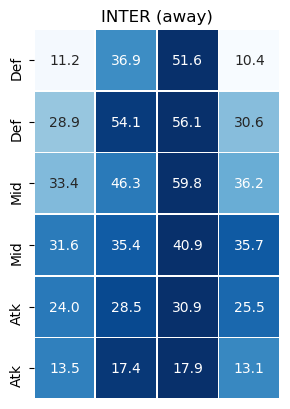 INTER (away)
Def 11.2 36.9 51.6 10.4
Def 28.9 54.1 56.1 30.6
Mid 33.4 46.3 59.8 36.2
Mid 31.6 35.4 40.9 35.7
Atk 24.0 28.5 30.9 25.5
Atk 13.5 17.4 17.9 13.1